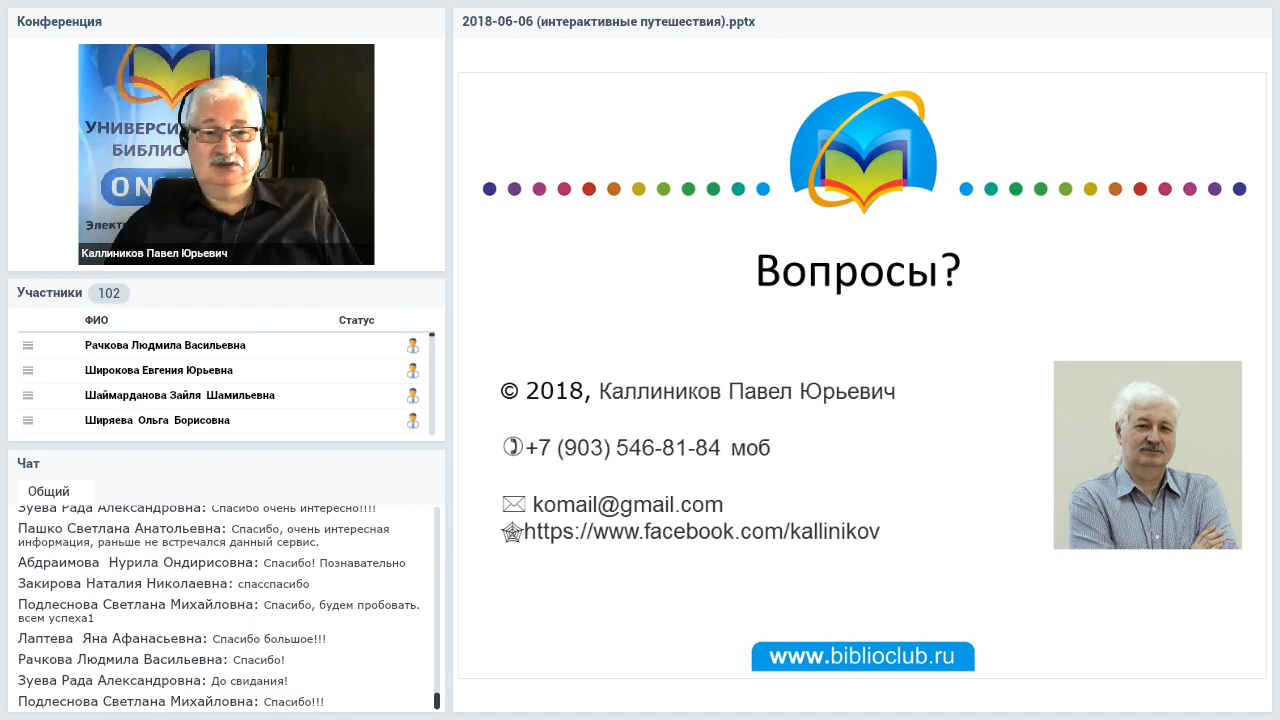 Конференция
УНИВЕРСИ
БИБЛИО
ON
Элект
Каллиников Павел Юрьевич
Участники 102
ФИО Статус
Рачкова Людмила Васильевна
Широкова Евгения Юрьевна
Шаймарданова Зайля Шамильевна
Ширяева Ольга Борисовна
Чат
Общий
Зуева Рада Александровна: Спасибо очень интересно!!!!
Пашко Светлана Анатольевна: Спасибо, очень интересная
информация, раньше не встречался данный сервис.
Абдраимова Нурила Ондирисовна: Спасибо! Познавательно
Закирова Наталия Николаевна: спасспасибо
Подлеснова Светлана Михайловна: Спасибо, будем пробовать.
всем успеха1
Лаптева Яна Афанасьевна: Спасибо большое!!!
Рачкова Людмила Васильевна: Спасибо!
Зуева Рада Александровна: До свидания!
Подлеснова Светлана Михайловна: Спасибо!!!
2018-06-06 (интерактивные путешествия).pptx
Вопросы?
© 2018, Каллиников Павел Юрьевич
✆+7 (903) 546-81-84 моб
✉ komail@gmail.com
https://www.facebook.com/kallinikov
www.biblioclub.ru